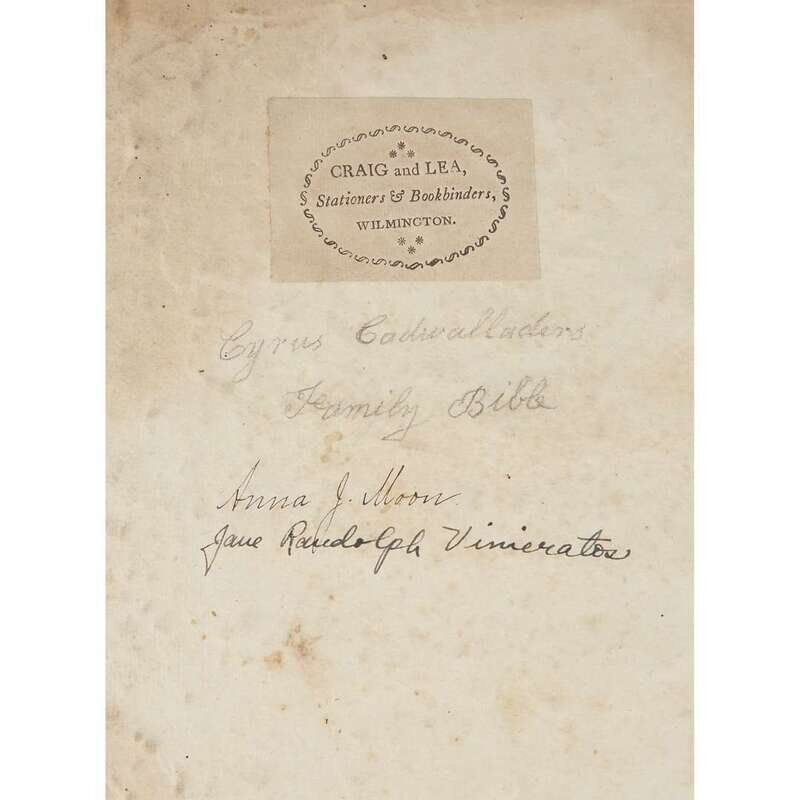 CRAIG and LEA,
Stationers & Bookbinders,
WILMINGTON.
Cyrus Cadwalladers
Family Bible
Anna J. Moon
Jane Randolph Vinieratos